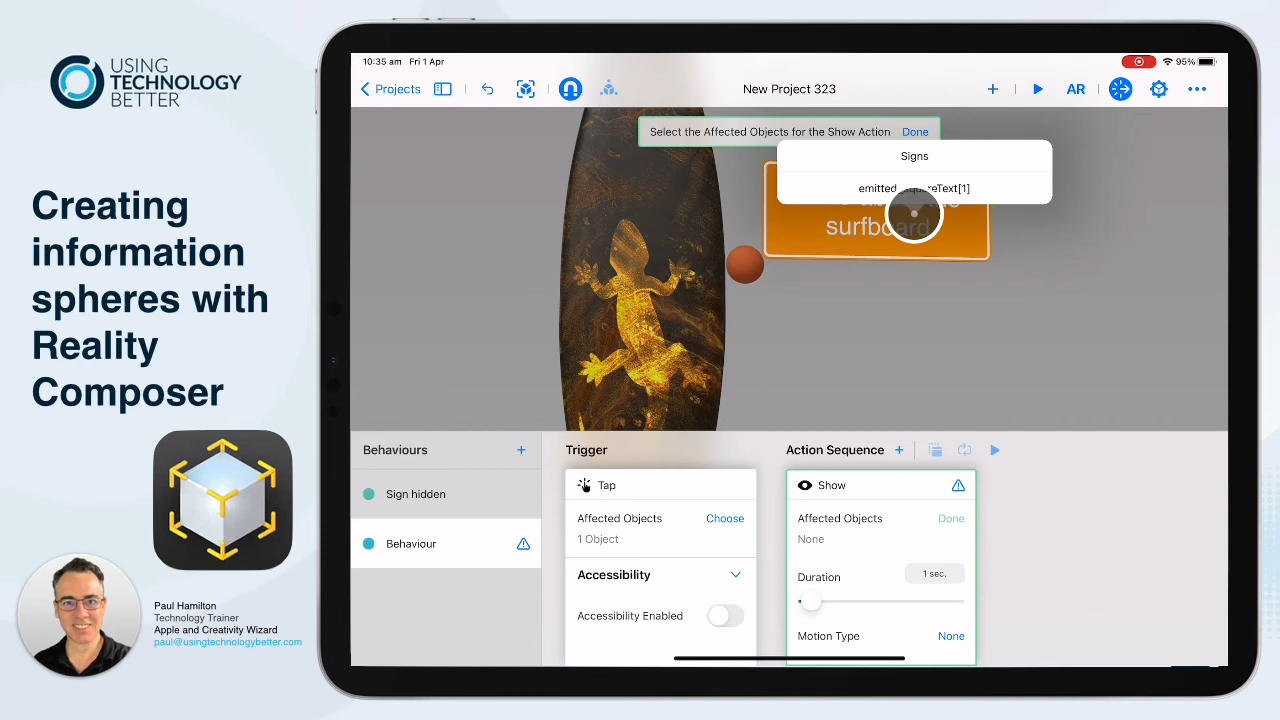 USING
TECHNOLOGY
BETTER
Creating
information
spheres with
Reality
Composer
Paul Hamilton
Technology Trainer
Apple and Creativity Wizard
paul@usingtechnologybetter.com
10:35 am Fri 1 Apr
95%
Projects
New Project 323
AR
Select the Affected Objects for the Show Action Done
Signs
surfboard
Behaviours
Trigger
Action Sequence
Sign hidden
Behaviour
Tap
Affected Objects Choose
1 Object
Accessibility
Accessibility Enabled
Show
Affected Objects Done
None
Duration 1 sec.
Motion Type None